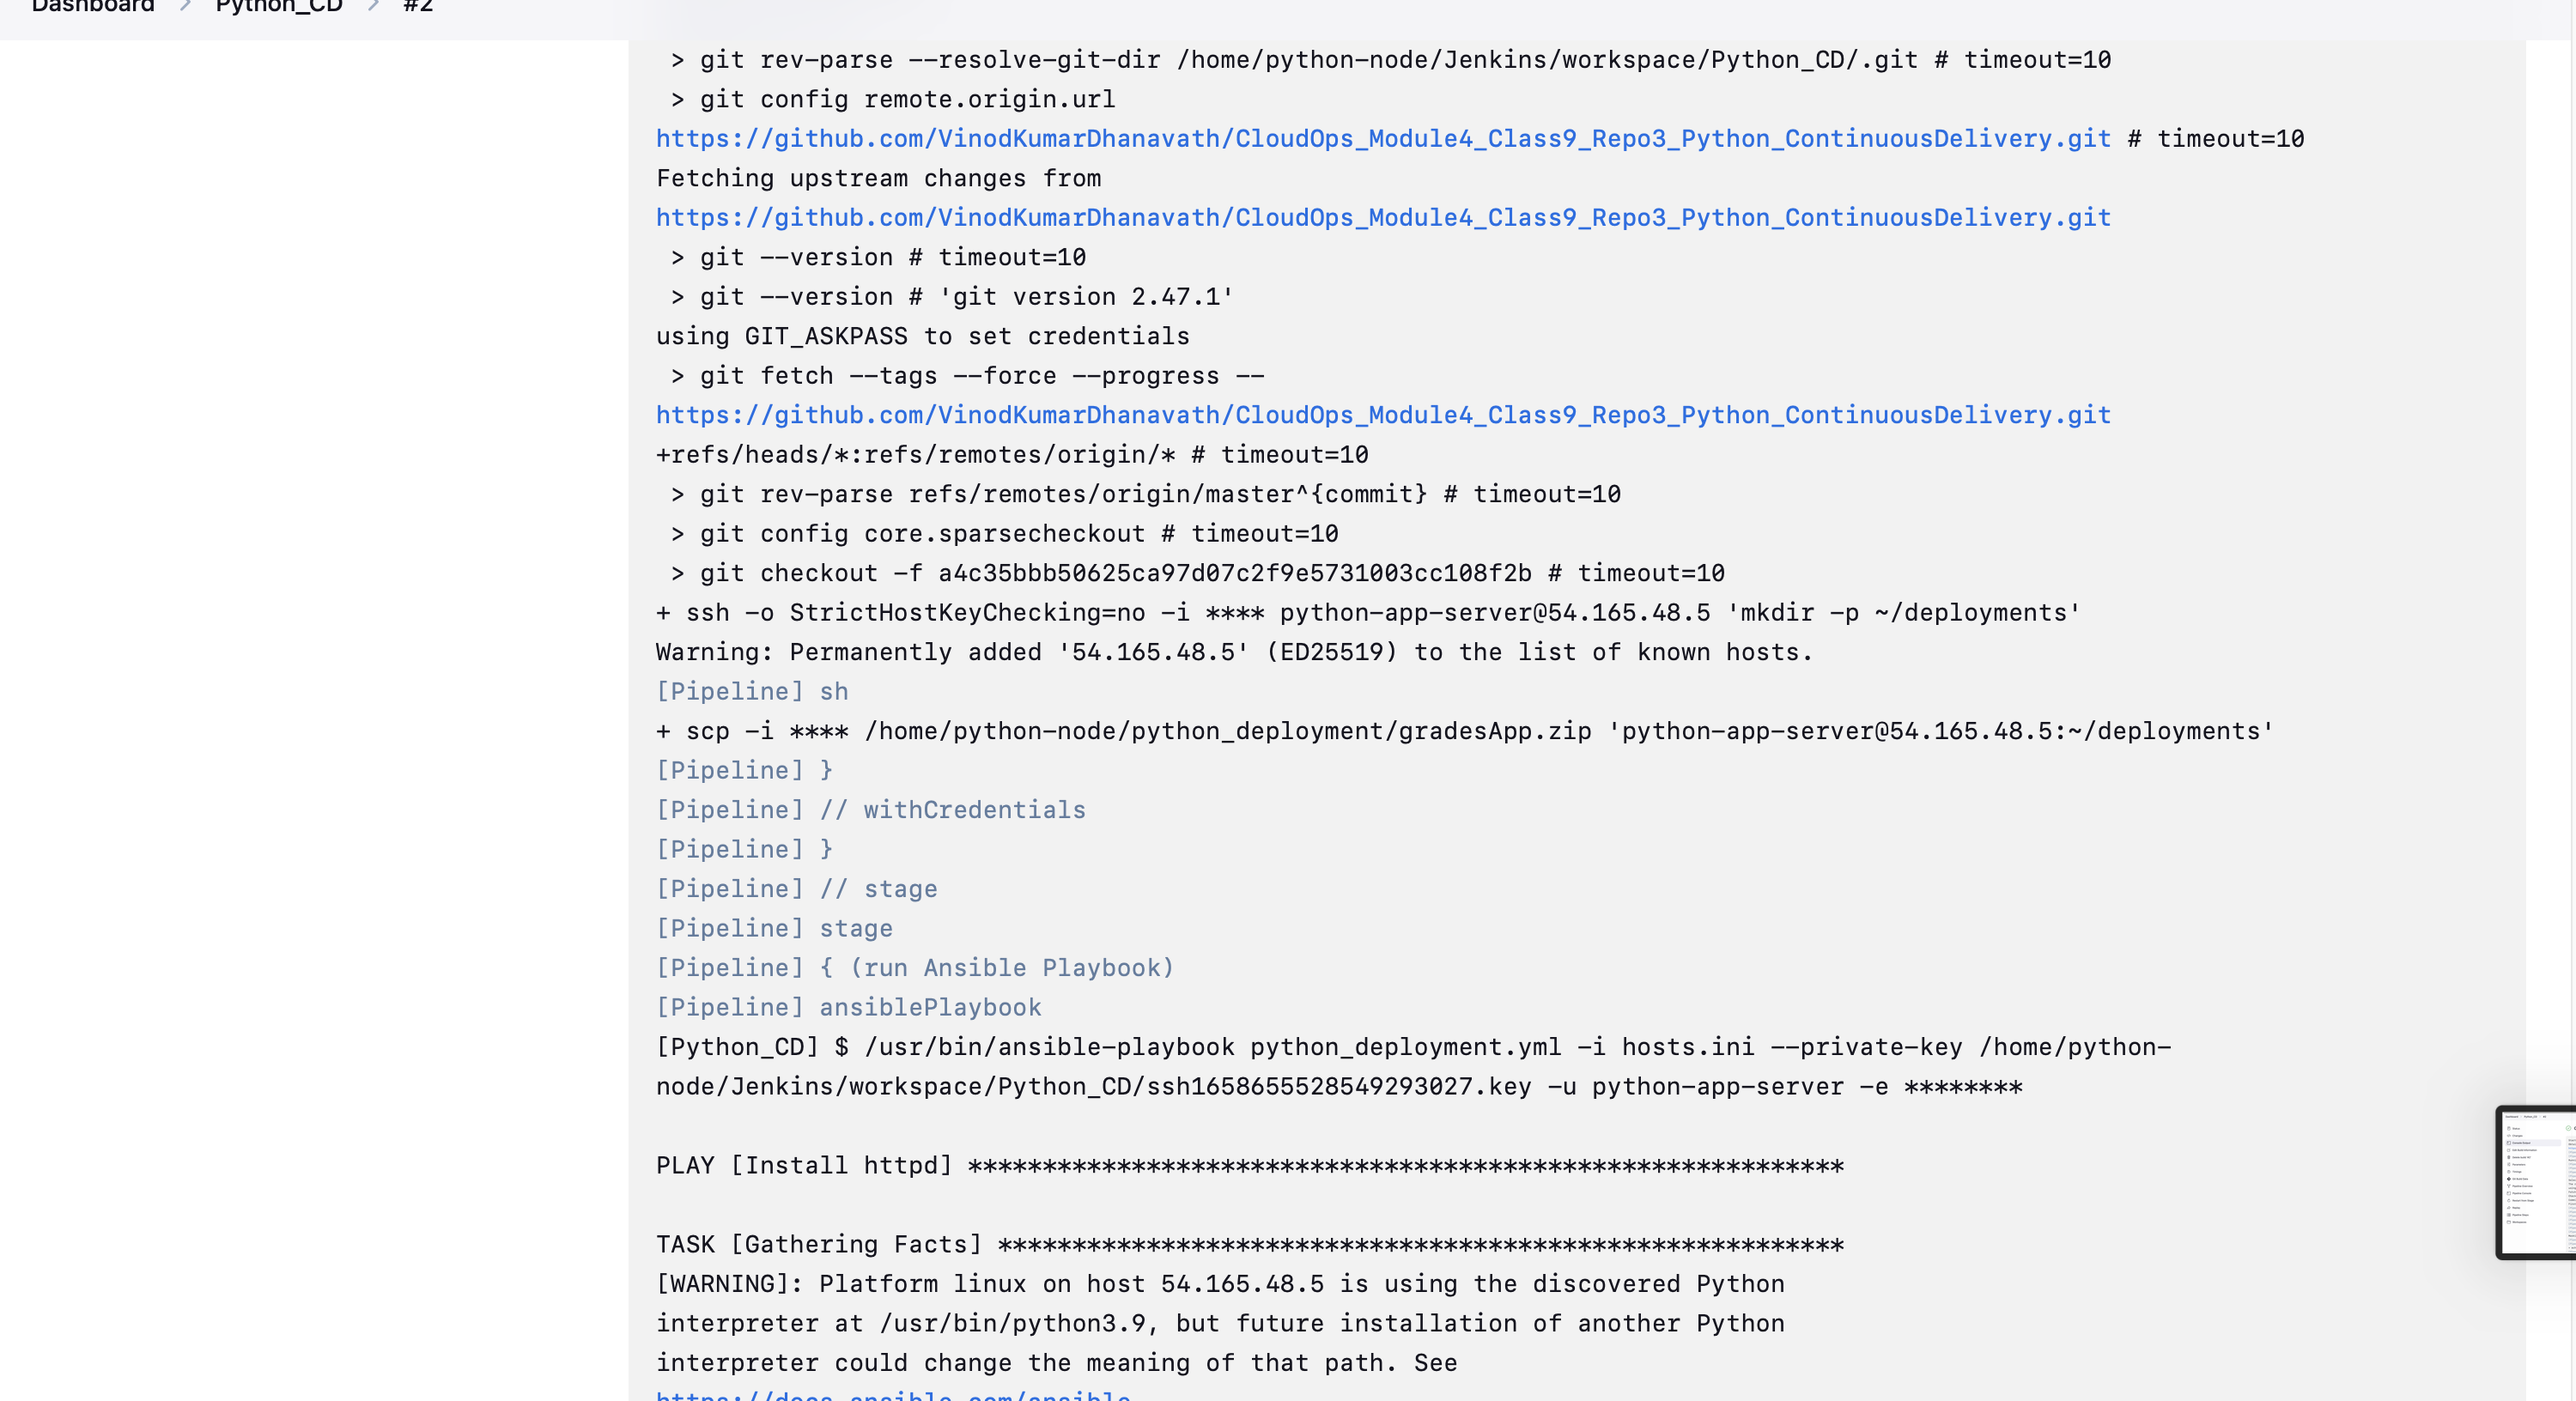 Dashboard > Python_CD > #2
 > git rev-parse --resolve-git-dir /home/python-node/Jenkins/workspace/Python_CD/.git # timeout=10
 > git config remote.origin.url
https://github.com/VinodKumarDhanavath/CloudOps_Module4_Class9_Repo3_Python_ContinuousDelivery.git # timeout=10
Fetching upstream changes from
https://github.com/VinodKumarDhanavath/CloudOps_Module4_Class9_Repo3_Python_ContinuousDelivery.git
 > git --version # timeout=10
 > git --version # 'git version 2.47.1'
using GIT_ASKPASS to set credentials
 > git fetch --tags --force --progress --
https://github.com/VinodKumarDhanavath/CloudOps_Module4_Class9_Repo3_Python_ContinuousDelivery.git
+refs/heads/*:refs/remotes/origin/* # timeout=10
 > git rev-parse refs/remotes/origin/master^{commit} # timeout=10
 > git config core.sparsecheckout # timeout=10
 > git checkout -f a4c35bbb50625ca97d07c2f9e5731003cc108f2b # timeout=10
+ ssh -o StrictHostKeyChecking=no -i **** python-app-server@54.165.48.5 'mkdir -p ~/deployments'
Warning: Permanently added '54.165.48.5' (ED25519) to the list of known hosts.
[Pipeline] sh
+ scp -i **** /home/python-node/python_deployment/gradesApp.zip 'python-app-server@54.165.48.5:~/deployments'
[Pipeline] }
[Pipeline] // withCredentials
[Pipeline] }
[Pipeline] // stage
[Pipeline] stage
[Pipeline] { (run Ansible Playbook)
[Pipeline] ansiblePlaybook
[Python_CD] $ /usr/bin/ansible-playbook python_deployment.yml -i hosts.ini --private-key /home/python-
node/Jenkins/workspace/Python_CD/ssh1658655528549293027.key -u python-app-server -e ********
PLAY [Install httpd] ***********************************************************
TASK [Gathering Facts] *********************************************************
[WARNING]: Platform linux on host 54.165.48.5 is using the discovered Python
interpreter at /usr/bin/python3.9, but future installation of another Python
interpreter could change the meaning of that path. See
https://docs.ansible.com/ansible